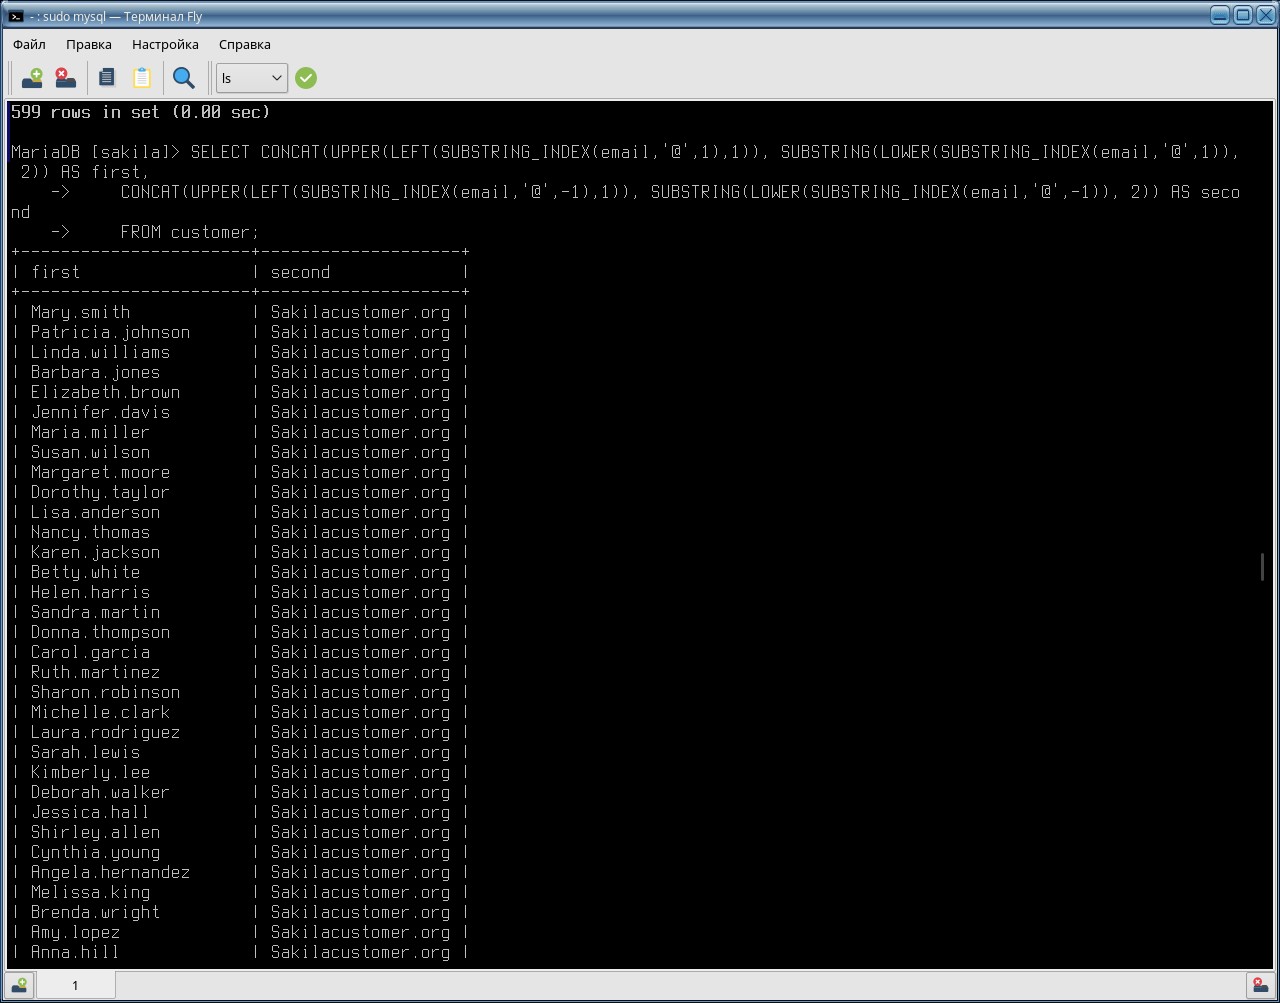 - : sudo mysql — Терминал Fly
Файл Правка Настройка Справка
ls
599 rows in set (0.00 sec)
MariaDB [sakila]> SELECT CONCAT(UPPER(LEFT(SUBSTRING_INDEX(email,'@',1),1)), SUBSTRING(LOWER(SUBSTRING_INDEX(email,'@',1)),
 2)) AS first,
    ->     CONCAT(UPPER(LEFT(SUBSTRING_INDEX(email,'@',-1),1)), SUBSTRING(LOWER(SUBSTRING_INDEX(email,'@',-1)), 2)) AS seco
nd
    ->     FROM customer;
+-----------------------+--------------------+
| first                 | second             |
+-----------------------+--------------------+
| Mary.smith            | Sakilacustomer.org |
| Patricia.johnson      | Sakilacustomer.org |
| Linda.williams        | Sakilacustomer.org |
| Barbara.jones         | Sakilacustomer.org |
| Elizabeth.brown       | Sakilacustomer.org |
| Jennifer.davis        | Sakilacustomer.org |
| Maria.miller          | Sakilacustomer.org |
| Susan.wilson          | Sakilacustomer.org |
| Margaret.moore        | Sakilacustomer.org |
| Dorothy.taylor        | Sakilacustomer.org |
| Lisa.anderson         | Sakilacustomer.org |
| Nancy.thomas          | Sakilacustomer.org |
| Karen.jackson         | Sakilacustomer.org |
| Betty.white           | Sakilacustomer.org |
| Helen.harris          | Sakilacustomer.org |
| Sandra.martin         | Sakilacustomer.org |
| Donna.thompson        | Sakilacustomer.org |
| Carol.garcia          | Sakilacustomer.org |
| Ruth.martinez         | Sakilacustomer.org |
| Sharon.robinson       | Sakilacustomer.org |
| Michelle.clark        | Sakilacustomer.org |
| Laura.rodriguez       | Sakilacustomer.org |
| Sarah.lewis           | Sakilacustomer.org |
| Kimberly.lee          | Sakilacustomer.org |
| Deborah.walker        | Sakilacustomer.org |
| Jessica.hall          | Sakilacustomer.org |
| Shirley.allen         | Sakilacustomer.org |
| Cynthia.young         | Sakilacustomer.org |
| Angela.hernandez      | Sakilacustomer.org |
| Melissa.king          | Sakilacustomer.org |
| Brenda.wright         | Sakilacustomer.org |
| Amy.lopez             | Sakilacustomer.org |
| Anna.hill             | Sakilacustomer.org |
1